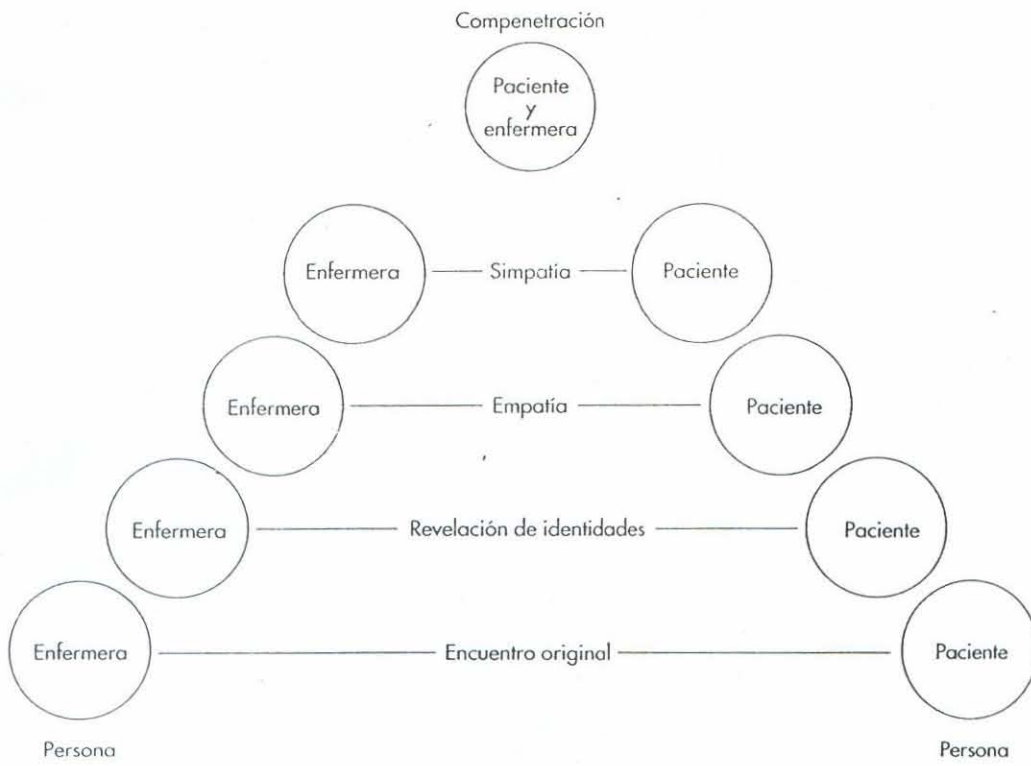 Compenetración
Paciente
y
enfermera
Enfermera
Simpatía
Paciente
Enfermera
Empatía
Paciente
Enfermera
Revelación de identidades
Paciente
Enfermera
Encuentro original
Paciente
Persona
Persona